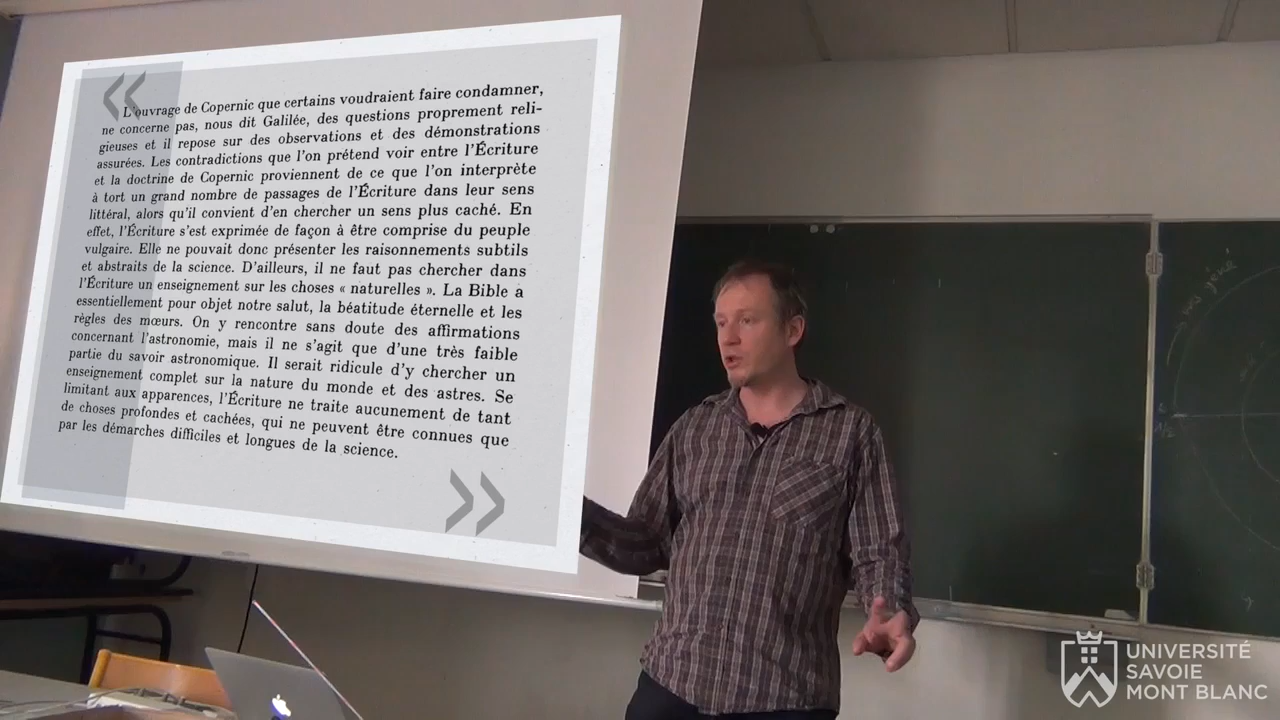 «
L'ouvrage de Copernic que certains voudraient faire condamner,
ne concerne pas, nous dit Galilée, des questions proprement reli-
gieuses et il repose sur des observations et des démonstrations
assurées. Les contradictions que l'on prétend voir entre l'Écriture
et la doctrine de Copernic proviennent de ce que l'on interprète
à tort un grand nombre de passages de l'Écriture dans leur sens
littéral, alors qu'il convient d'en chercher un sens plus caché. En
effet, l'Écriture s'est exprimée de façon à être comprise du peuple
vulgaire. Elle ne pouvait donc présenter les raisonnements subtils
et abstraits de la science. D'ailleurs, il ne faut pas chercher dans
l'Écriture un enseignement sur les choses « naturelles ». La Bible a
essentiellement pour objet notre salut, la béatitude éternelle et les
règles des mœurs. On y rencontre sans doute des affirmations
concernant l'astronomie, mais il ne s'agit que d'une très faible
partie du savoir astronomique. Il serait ridicule d'y chercher un
enseignement complet sur la nature du monde et des astres. Se
limitant aux apparences, l'Écriture ne traite aucunement de tant
de choses profondes et cachées, qui ne peuvent être connues que
par les démarches difficiles et longues de la science.
»
UNIVERSITÉ
SAVOIE
MONT BLANC